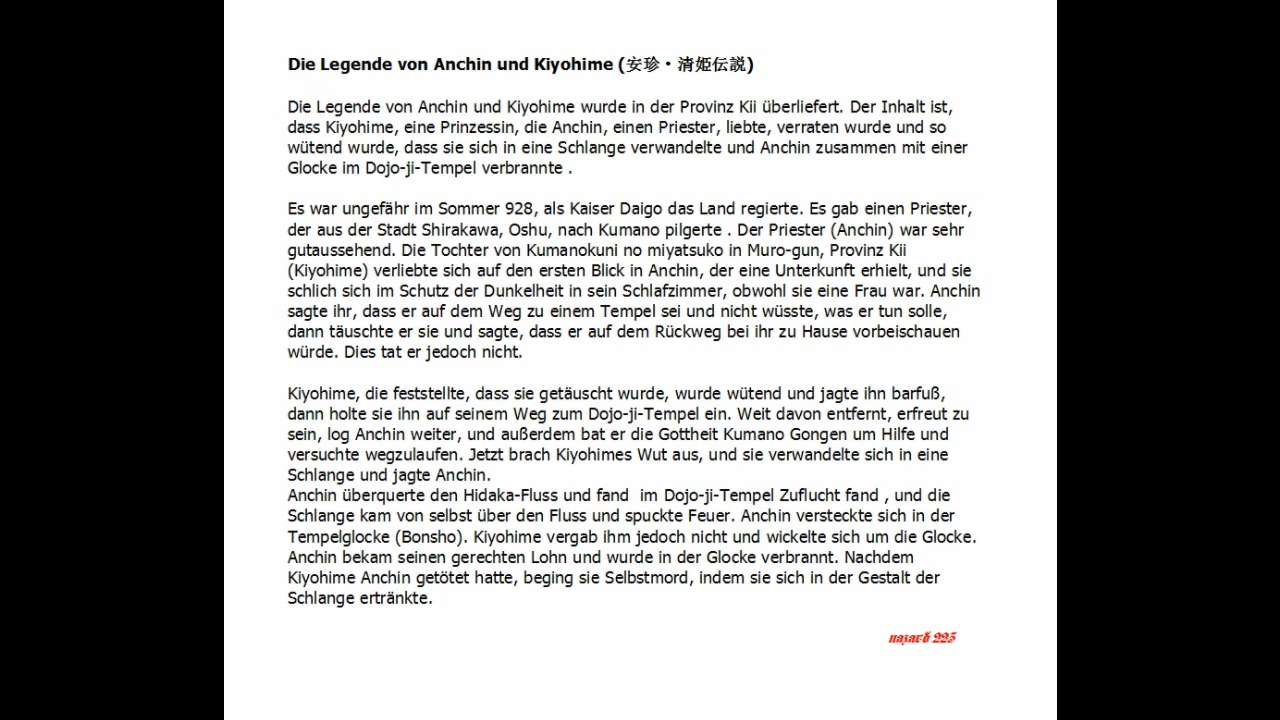 Die Legende von Anchin und Kiyohime (安珍・清姫伝説)
Die Legende von Anchin und Kiyohime wurde in der Provinz Kii überliefert. Der Inhalt ist,
dass Kiyohime, eine Prinzessin, die Anchin, einen Priester, liebte, verraten wurde und so
wütend wurde, dass sie sich in eine Schlange verwandelte und Anchin zusammen mit einer
Glocke im Dojo-ji-Tempel verbrannte .
Es war ungefähr im Sommer 928, als Kaiser Daigo das Land regierte. Es gab einen Priester,
der aus der Stadt Shirakawa, Oshu, nach Kumano pilgerte . Der Priester (Anchin) war sehr
gutaussehend. Die Tochter von Kumanokuni no miyatsuko in Muro-gun, Provinz Kii
(Kiyohime) verliebte sich auf den ersten Blick in Anchin, der eine Unterkunft erhielt, und sie
schlich sich im Schutz der Dunkelheit in sein Schlafzimmer, obwohl sie eine Frau war. Anchin
sagte ihr, dass er auf dem Weg zu einem Tempel sei und nicht wüsste, was er tun solle,
dann täuschte er sie und sagte, dass er auf dem Rückweg bei ihr zu Hause vorbeischauen
würde. Dies tat er jedoch nicht.
Kiyohime, die feststellte, dass sie getäuscht wurde, wurde wütend und jagte ihn barfuß,
dann holte sie ihn auf seinem Weg zum Dojo-ji-Tempel ein. Weit davon entfernt, erfreut zu
sein, log Anchin weiter, und außerdem bat er die Gottheit Kumano Gongen um Hilfe und
versuchte wegzulaufen. Jetzt brach Kiyohimes Wut aus, und sie verwandelte sich in eine
Schlange und jagte Anchin.
Anchin überquerte den Hidaka-Fluss und fand  im Dojo-ji-Tempel Zuflucht fand , und die
Schlange kam von selbst über den Fluss und spuckte Feuer. Anchin versteckte sich in der
Tempelglocke (Bonsho). Kiyohime vergab ihm jedoch nicht und wickelte sich um die Glocke.
Anchin bekam seinen gerechten Lohn und wurde in der Glocke verbrannt. Nachdem
Kiyohime Anchin getötet hatte, beging sie Selbstmord, indem sie sich in der Gestalt der
Schlange ertränkte.